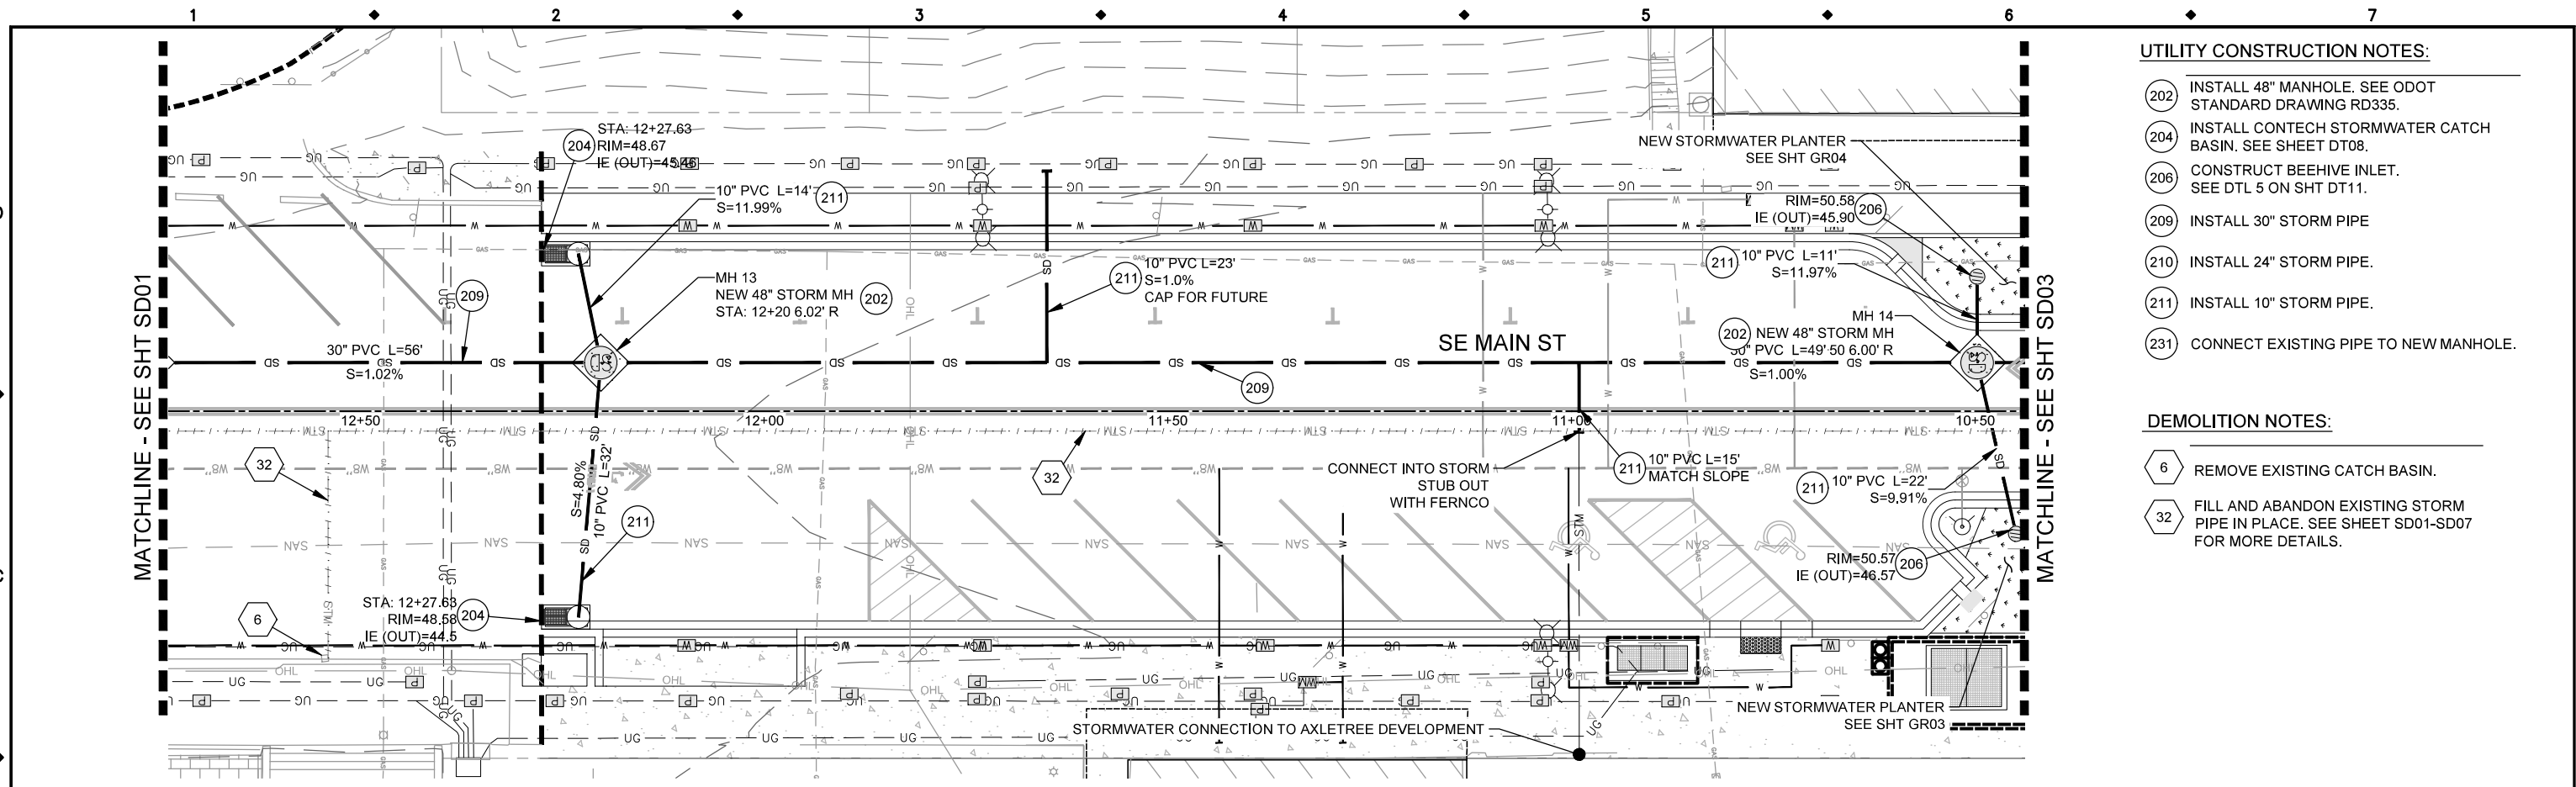 1 2 3 4 5 6 7
MATCHLINE - SEE SHT SD01
STA: 12+27.63
204 RIM=48.67
IE (OUT)=45.46
10" PVC L=14'
S=11.99%
211
MH 13
NEW 48" STORM MH
STA: 12+20 6.02' R
202
209
30" PVC L=56'
S=1.02%
10" PVC L=23'
211 S=1.0%
CAP FOR FUTURE
SE MAIN ST
209
NEW STORMWATER PLANTER
SEE SHT GR04
RIM=50.58
IE (OUT)=45.90
206
211 10" PVC L=11'
S=11.97%
MH 14
202 NEW 48" STORM MH
PVC L=49' 50 6.00' R
S=1.00%
12+50 12+00 11+50 11+00 10+50
32
32
S=4.80%
10" PVC L=32'
211
CONNECT INTO STORM
STUB OUT
WITH FERNCO
211 10" PVC L=15'
MATCH SLOPE
211 10" PVC L=22'
S=9.91%
RIM=50.57
IE (OUT)=46.57
206
6
STA: 12+27.63
RIM=48.58
IE (OUT)=44.5
204
NEW STORMWATER PLANTER
SEE SHT GR03
STORMWATER CONNECTION TO AXLETREE DEVELOPMENT
MATCHLINE - SEE SHT SD03
UTILITY CONSTRUCTION NOTES:
202 INSTALL 48" MANHOLE. SEE ODOT
STANDARD DRAWING RD335.
204 INSTALL CONTECH STORMWATER CATCH
BASIN. SEE SHEET DT08.
206 CONSTRUCT BEEHIVE INLET.
SEE DTL 5 ON SHT DT11.
209 INSTALL 30" STORM PIPE
210 INSTALL 24" STORM PIPE.
211 INSTALL 10" STORM PIPE.
231 CONNECT EXISTING PIPE TO NEW MANHOLE.
DEMOLITION NOTES:
6 REMOVE EXISTING CATCH BASIN.
32 FILL AND ABANDON EXISTING STORM
PIPE IN PLACE. SEE SHEET SD01-SD07
FOR MORE DETAILS.